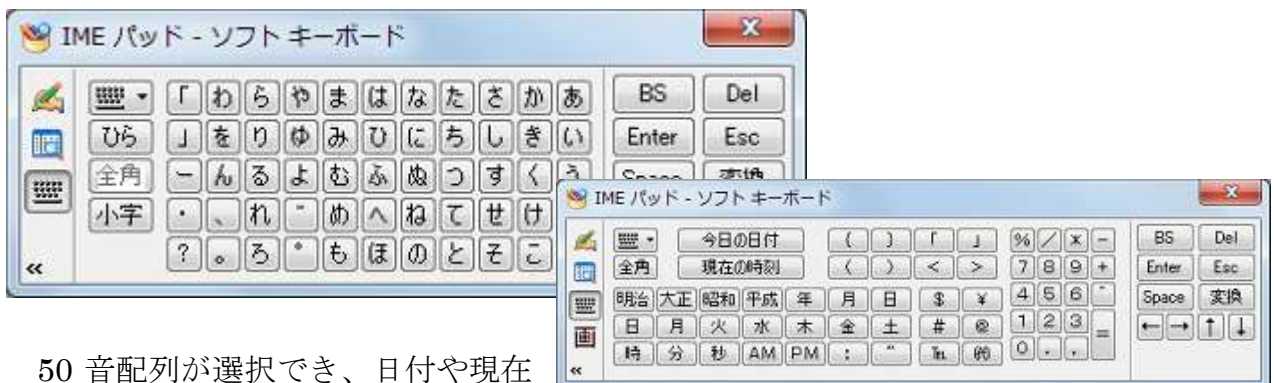 IME パッド - ソフト キーボード
「 わ ら や ま は な た さ か あ BS Del
ひら 」 を り ゆ み ひ に ち し き い Enter Esc
全角 ー ん る よ む ふ ぬ つ す く う Space 変換
小字 ・ 、 れ ゛ め へ ね て せ け
? 。 ろ ゜ も ほ の と そ こ
«
IME パッド - ソフト キーボード
今日の日付 ( ) 「 」 % / × - BS Del
全角 現在の時刻 〈 〉 < > 7 8 9 + Enter Esc
明治 大正 昭和 平成 年 月 日 $ ¥ 4 5 6 Space 変換
日 月 火 水 木 金 土 # @ 1 2 3 = ← → ↑ ↓
画 時 分 秒 AM PM : ℡ ㈹ 0 . ,
«
50 音配列が選択でき、日付や現在